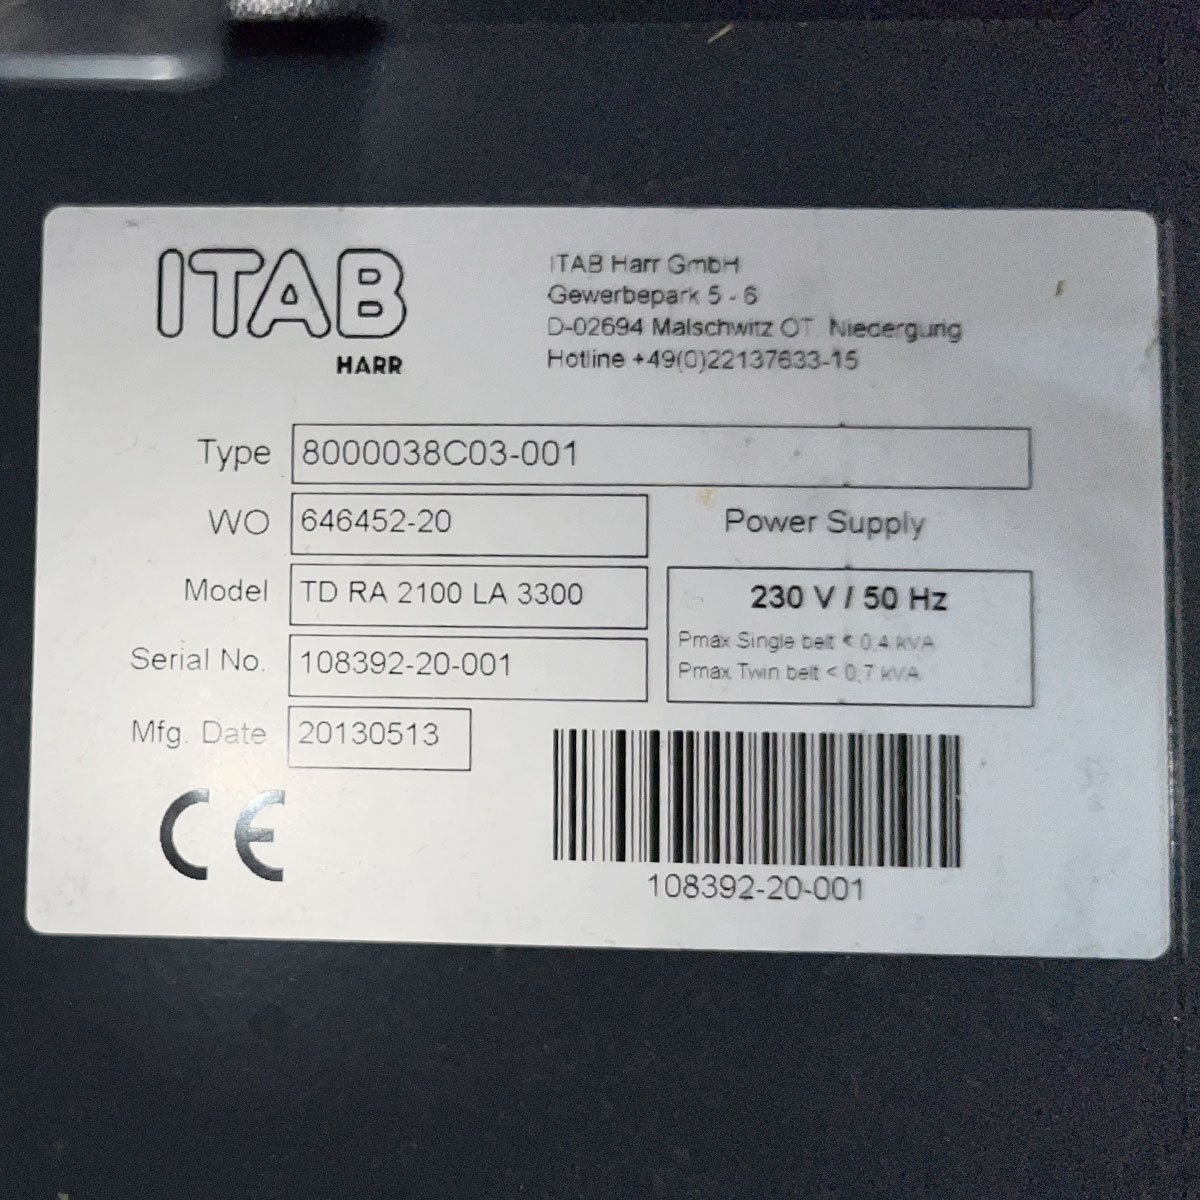 ITAB
HARR
ITAB Harr GmbH
Gewerbepark 5 - 6
D-02694 Malschwitz OT. Niedergurig
Hotline +49(0)22137633-15
Type 8000038C03-001
WO 646452-20
Power Supply
Model TD RA 2100 LA 3300
230 V / 50 Hz
Pmax Single belt < 0,4 kVA
Pmax Twin belt < 0,7 kVA
Serial No. 108392-20-001
Mfg. Date 20130513
CE
108392-20-001